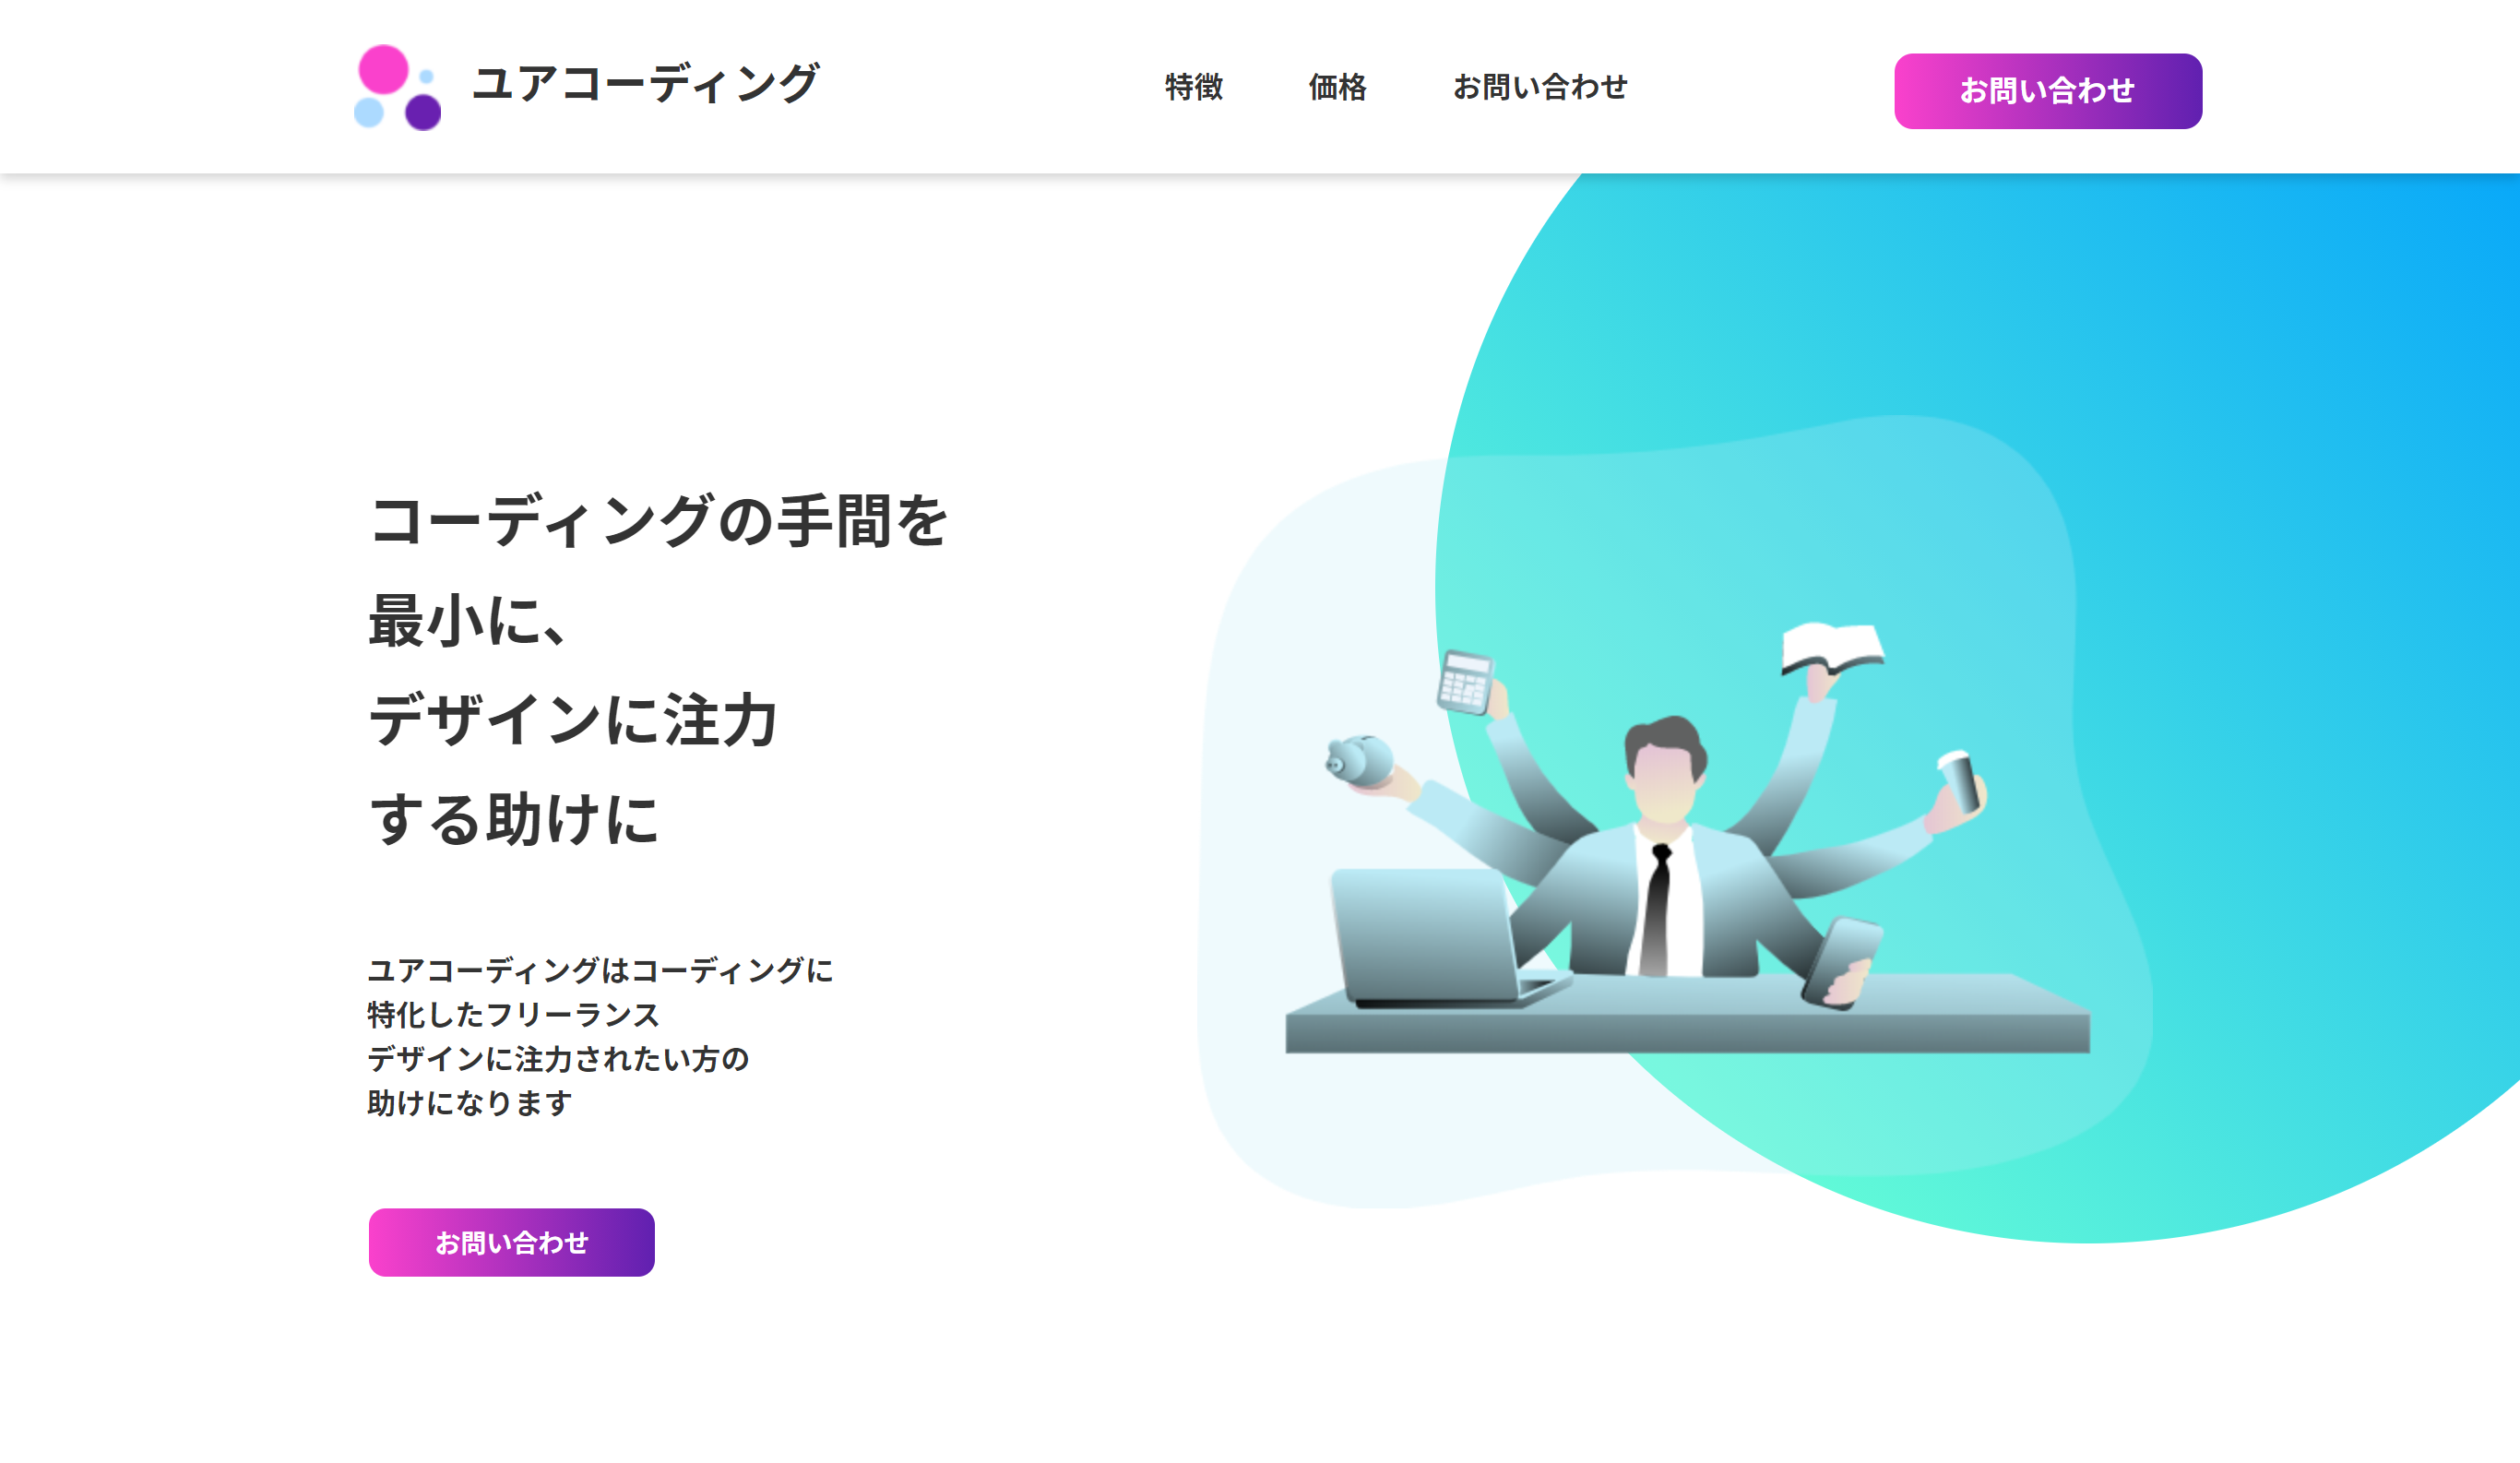 ユアコーディング
特徴
価格
お問い合わせ
お問い合わせ
コーディングの手間を
最小に、
デザインに注力
する助けに
ユアコーディングはコーディングに
特化したフリーランス
デザインに注力されたい方の
助けになります
お問い合わせ